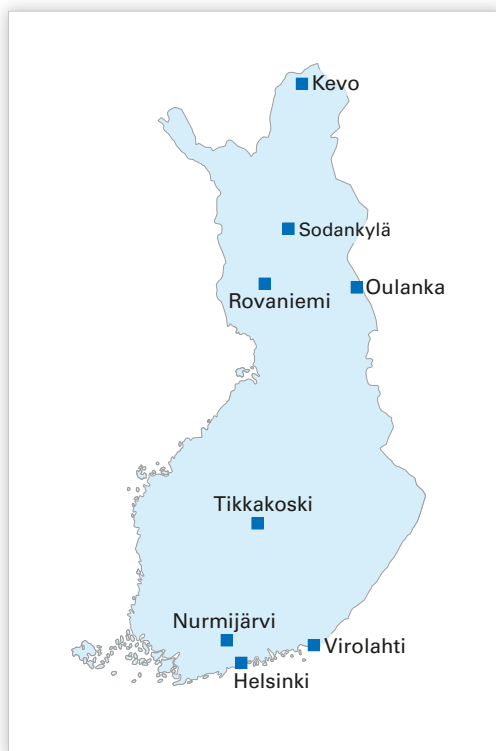 Kevo
Sodankylä
Oulanka
Rovaniemi
Tikkakoski
Nurmijärvi
Virolahti
Helsinki